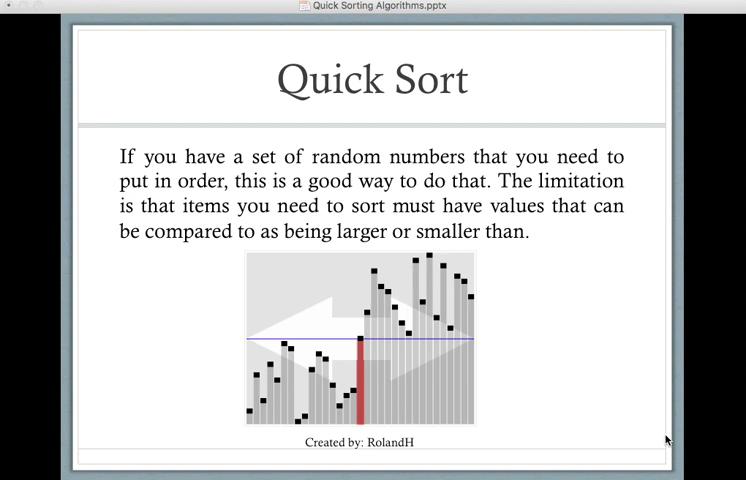 Quick Sorting Algorithms.pptx
Quick Sort
If you have a set of random numbers that you need to
put in order, this is a good way to do that. The limitation
is that items you need to sort must have values that can
be compared to as being larger or smaller than.
Created by: RolandH